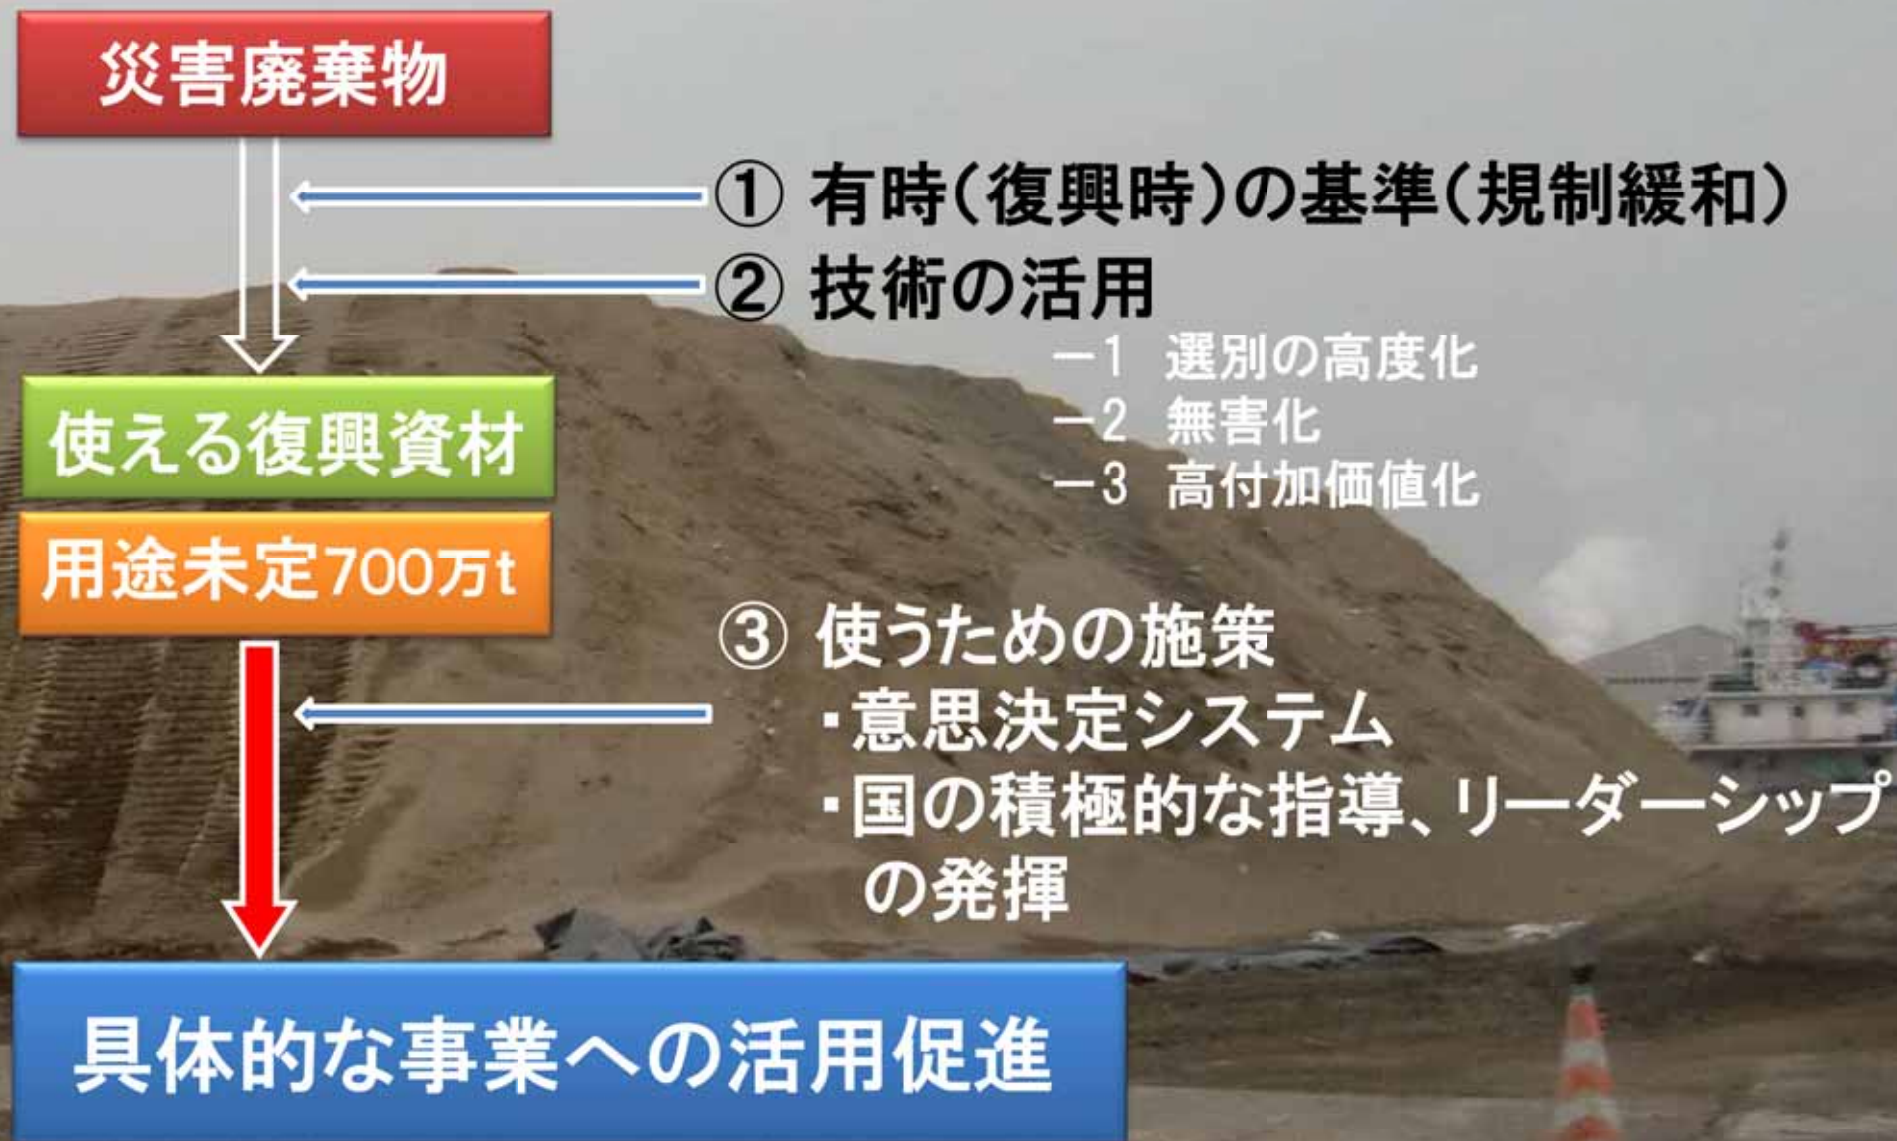 災害廃棄物
① 有時（復興時）の基準（規制緩和）
② 技術の活用
－1 選別の高度化
－2 無害化
－3 高付加価値化
使える復興資材
用途未定700万t
③ 使うための施策
・意思決定システム
・国の積極的な指導、リーダーシップ
の発揮
具体的な事業への活用促進